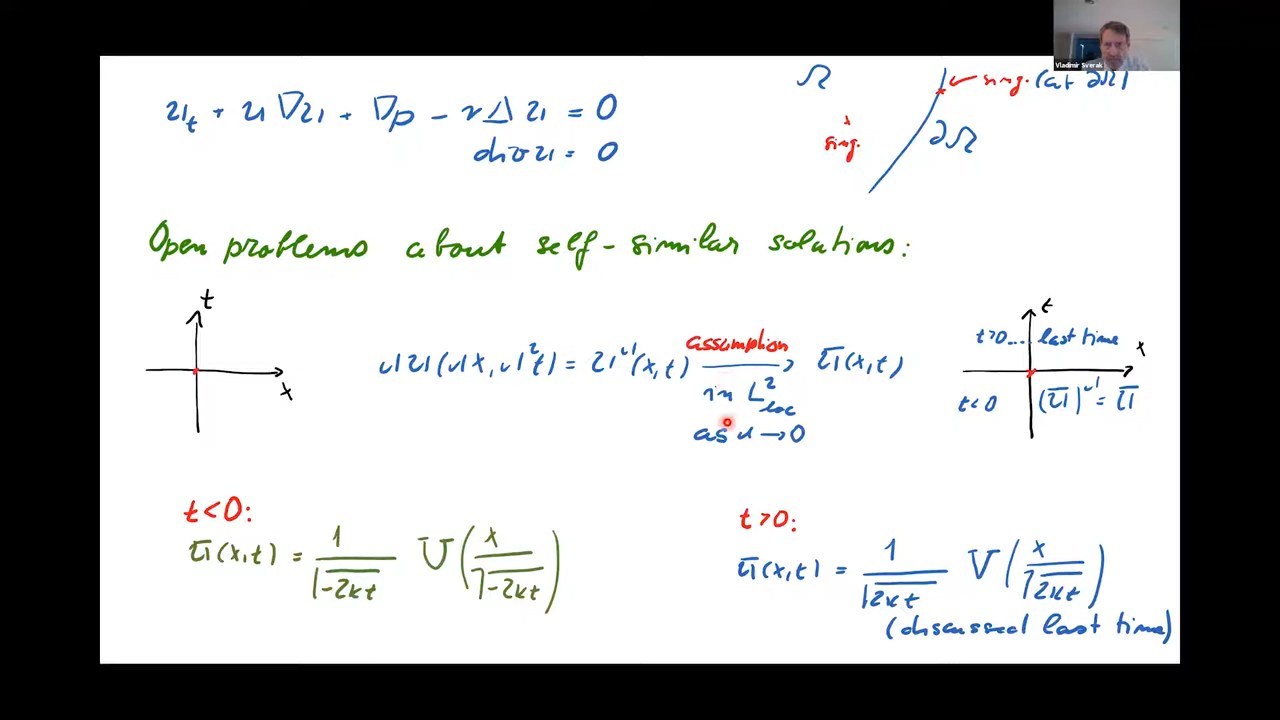 Vladimir Sverak
u_t + u ∇u + ∇p − ν Δ u = 0
div u = 0
Ω
sing. (at ∂Ω)
sing.
∂Ω
Open problems about self-similar solutions:
t
x
λ u(λx, λ²t) = u^λ(x,t) → ū(x,t)
assumption
in L²_loc
as λ → 0
t
t>0... last time
x
t<0
(ū)^λ = ū
t<0:
ū(x,t) = 1/√(-2κt) U(x/√(-2κt))
t>0:
ū(x,t) = 1/√(2κt) V(x/√(2κt))
(discussed last time)